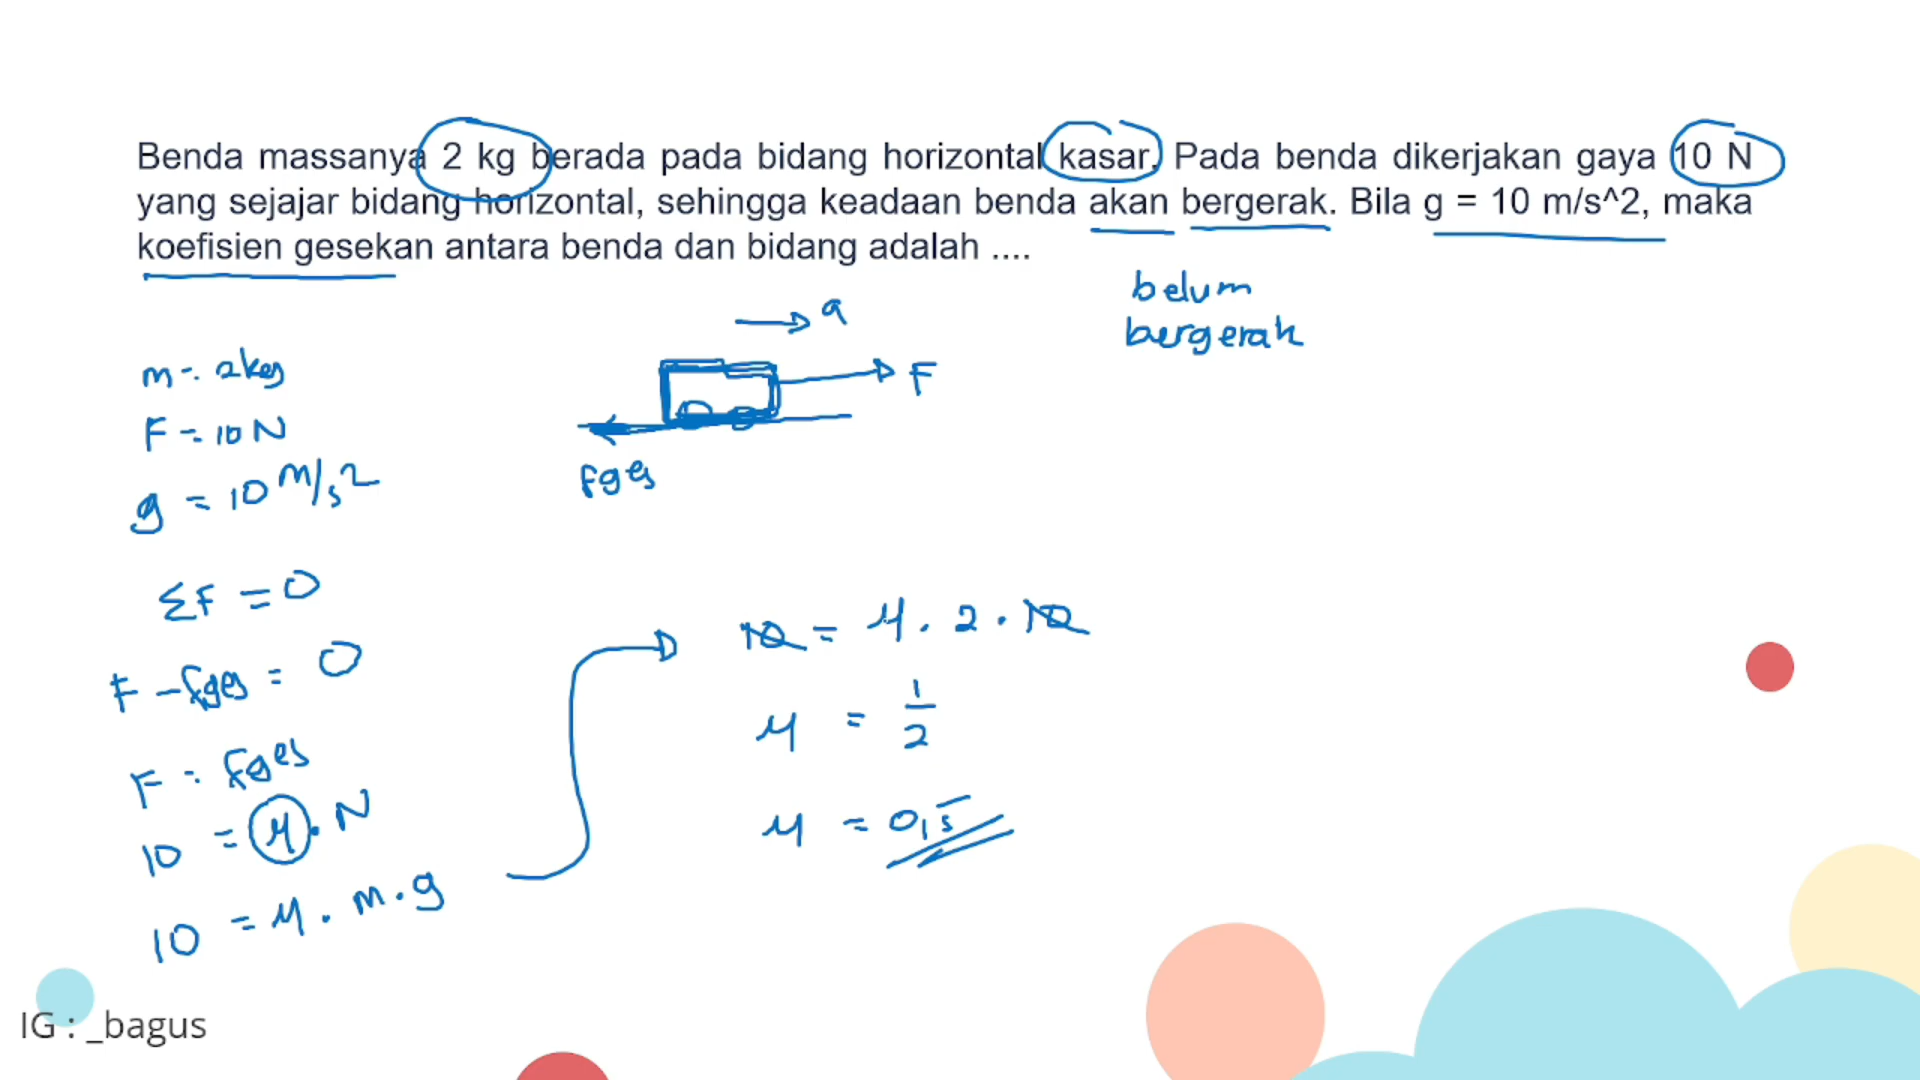 Benda massanya 2 kg berada pada bidang horizontal kasar. Pada benda dikerjakan gaya 10 N
yang sejajar bidang horizontal, sehingga keadaan benda akan bergerak. Bila g = 10 m/s^2, maka
koefisien gesekan antara benda dan bidang adalah ....
belum
bergerak
a
F
fges
m = 2 kg
F = 10 N
g = 10 m/s2
ΣF = 0
F - fges = 0
F = fges
10 = μ . N
10 = μ . m . g
10 = μ . 2 . 10
μ = 1/2
μ = 0,5
IG : _bagus